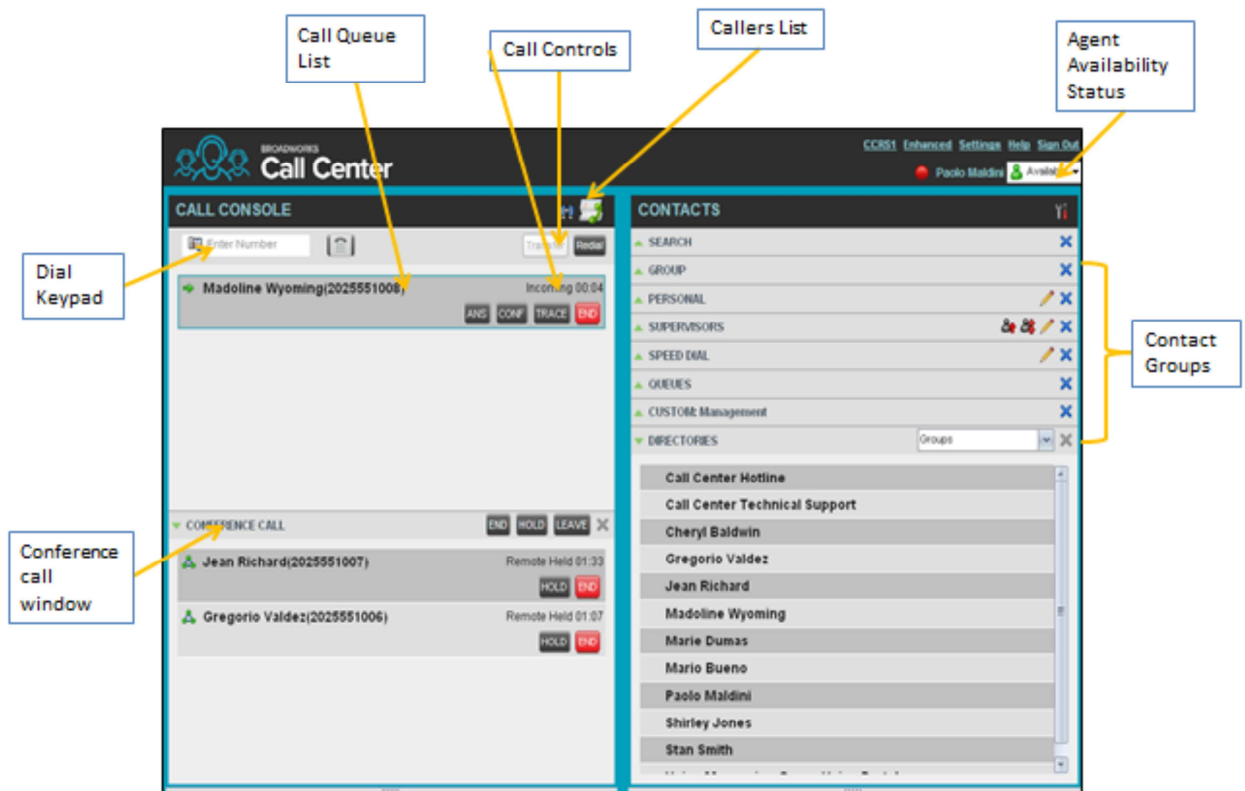 Call Queue
List
Call Controls
Callers List
Agent
Availability
Status
BROADWORKS
Call Center
CCRS1 Enhanced Settings Help Sign Out
Paolo Maldini
CALL CONSOLE
CONTACTS
Enter Number
Redial
SEARCH
GROUP
Dial
Keypad
Madoline Wyoming(2025551008)
Incoming 00:04
ANS CONF TRACE END
PERSONAL
SUPERVISORS
SPEED DIAL
QUEUES
CUSTOM: Management
DIRECTORIES
Groups
Contact
Groups
Call Center Hotline
Call Center Technical Support
Cheryl Baldwin
Gregorio Valdez
Jean Richard
Madoline Wyoming
Marie Dumas
Mario Bueno
Paolo Maldini
Shirley Jones
Stan Smith
Conference
call
window
CONFERENCE CALL
END HOLD LEAVE
Jean Richard(2025551007)
Remote Held 01:33
HOLD END
Gregorio Valdez(2025551006)
Remote Held 01:07
HOLD END